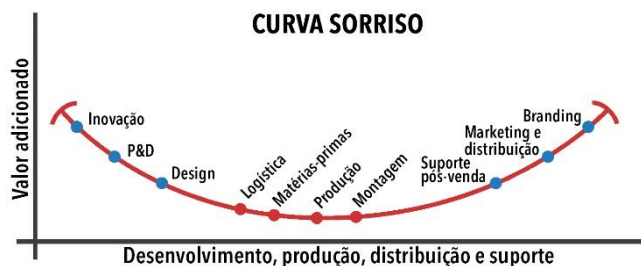 CURVA SORRISO
Valor adicionado
Inovação
P&D
Design
Logística
Matérias-primas
Produção
Montagem
Suporte
pós-venda
Marketing e
distribuição
Branding
Desenvolvimento, produção, distribuição e suporte